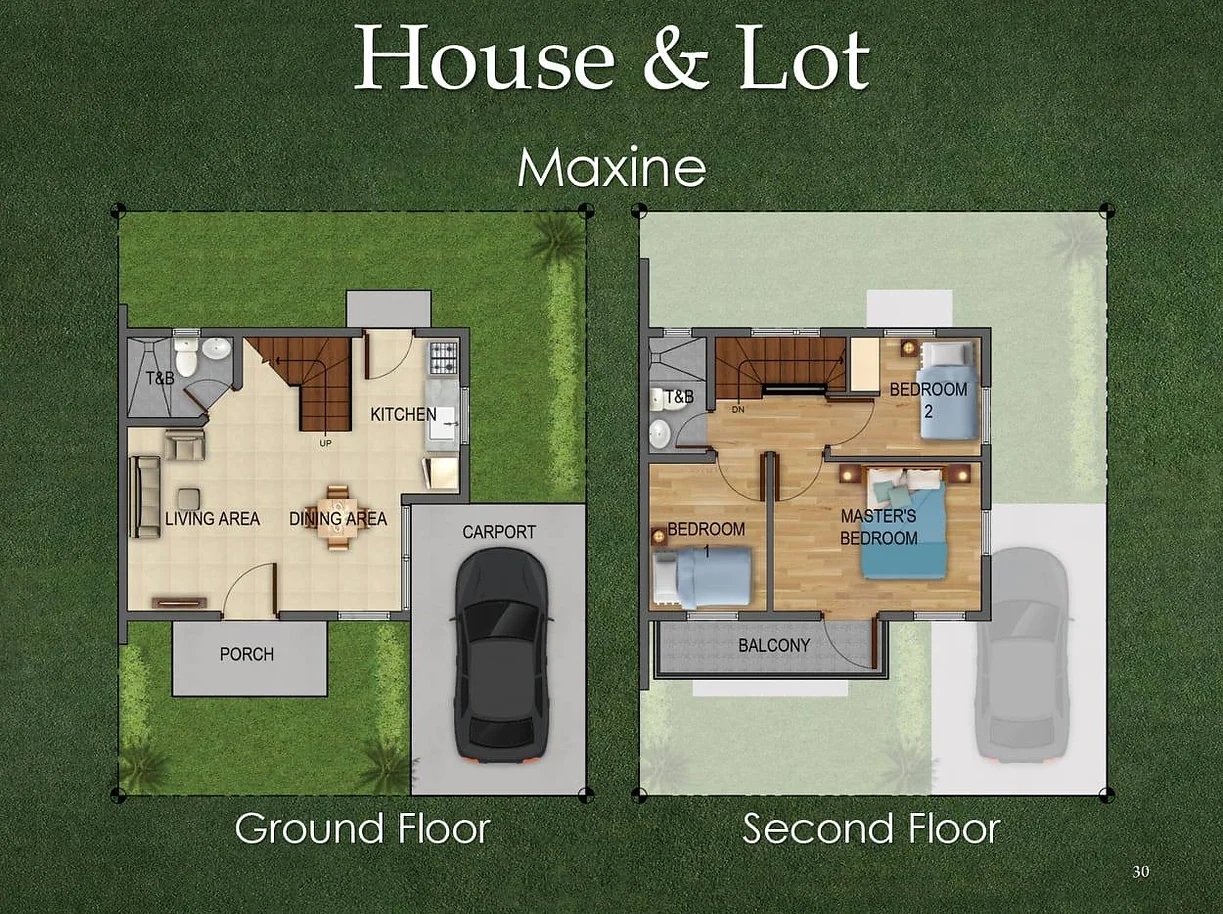 House & Lot
Maxine
T&B
KITCHEN
UP
LIVING AREA
DINING AREA
CARPORT
PORCH
Ground Floor
T&B
DN
BEDROOM
2
BEDROOM
1
MASTER'S
BEDROOM
BALCONY
Second Floor
30